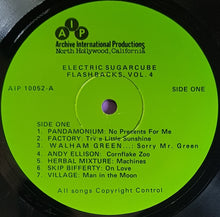 AIP
Archive International Productions
North Hollywood, California
ELECTRIC SUGARCUBE
FLASHBACKS, VOL. 4
AIP 10052-A
SIDE ONE
SIDE ONE
1. PANDAMONIUM: No Presents For Me
2. FACTORY: Try a Little Sunshine
3. WALHAM GREEN...: Sorry Mr. Green
4. ANDY ELLISON: Cornflake Zoo
5. HERBAL MIXTURE: Machines
6. SKIP BIFFERTY: On Love
7. VILLAGE: Man in the Moon
All songs Copyright Control